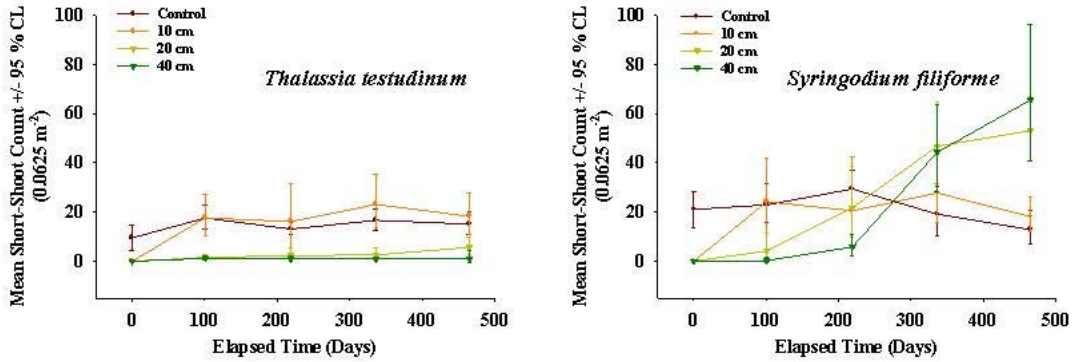 Mean Short-Shoot Count +/- 95 % CL
(0.0625 m-2)
100
80
60
40
20
0
Control
10 cm
20 cm
40 cm
Thalassia testudinum
0
100
200
300
400
500
Elapsed Time (Days)
Mean Short-Shoot Count +/- 95 % CL
(0.0625 m-2)
100
80
60
40
20
0
Control
10 cm
20 cm
40 cm
Syringodium filiforme
0
100
200
300
400
500
Elapsed Time (Days)